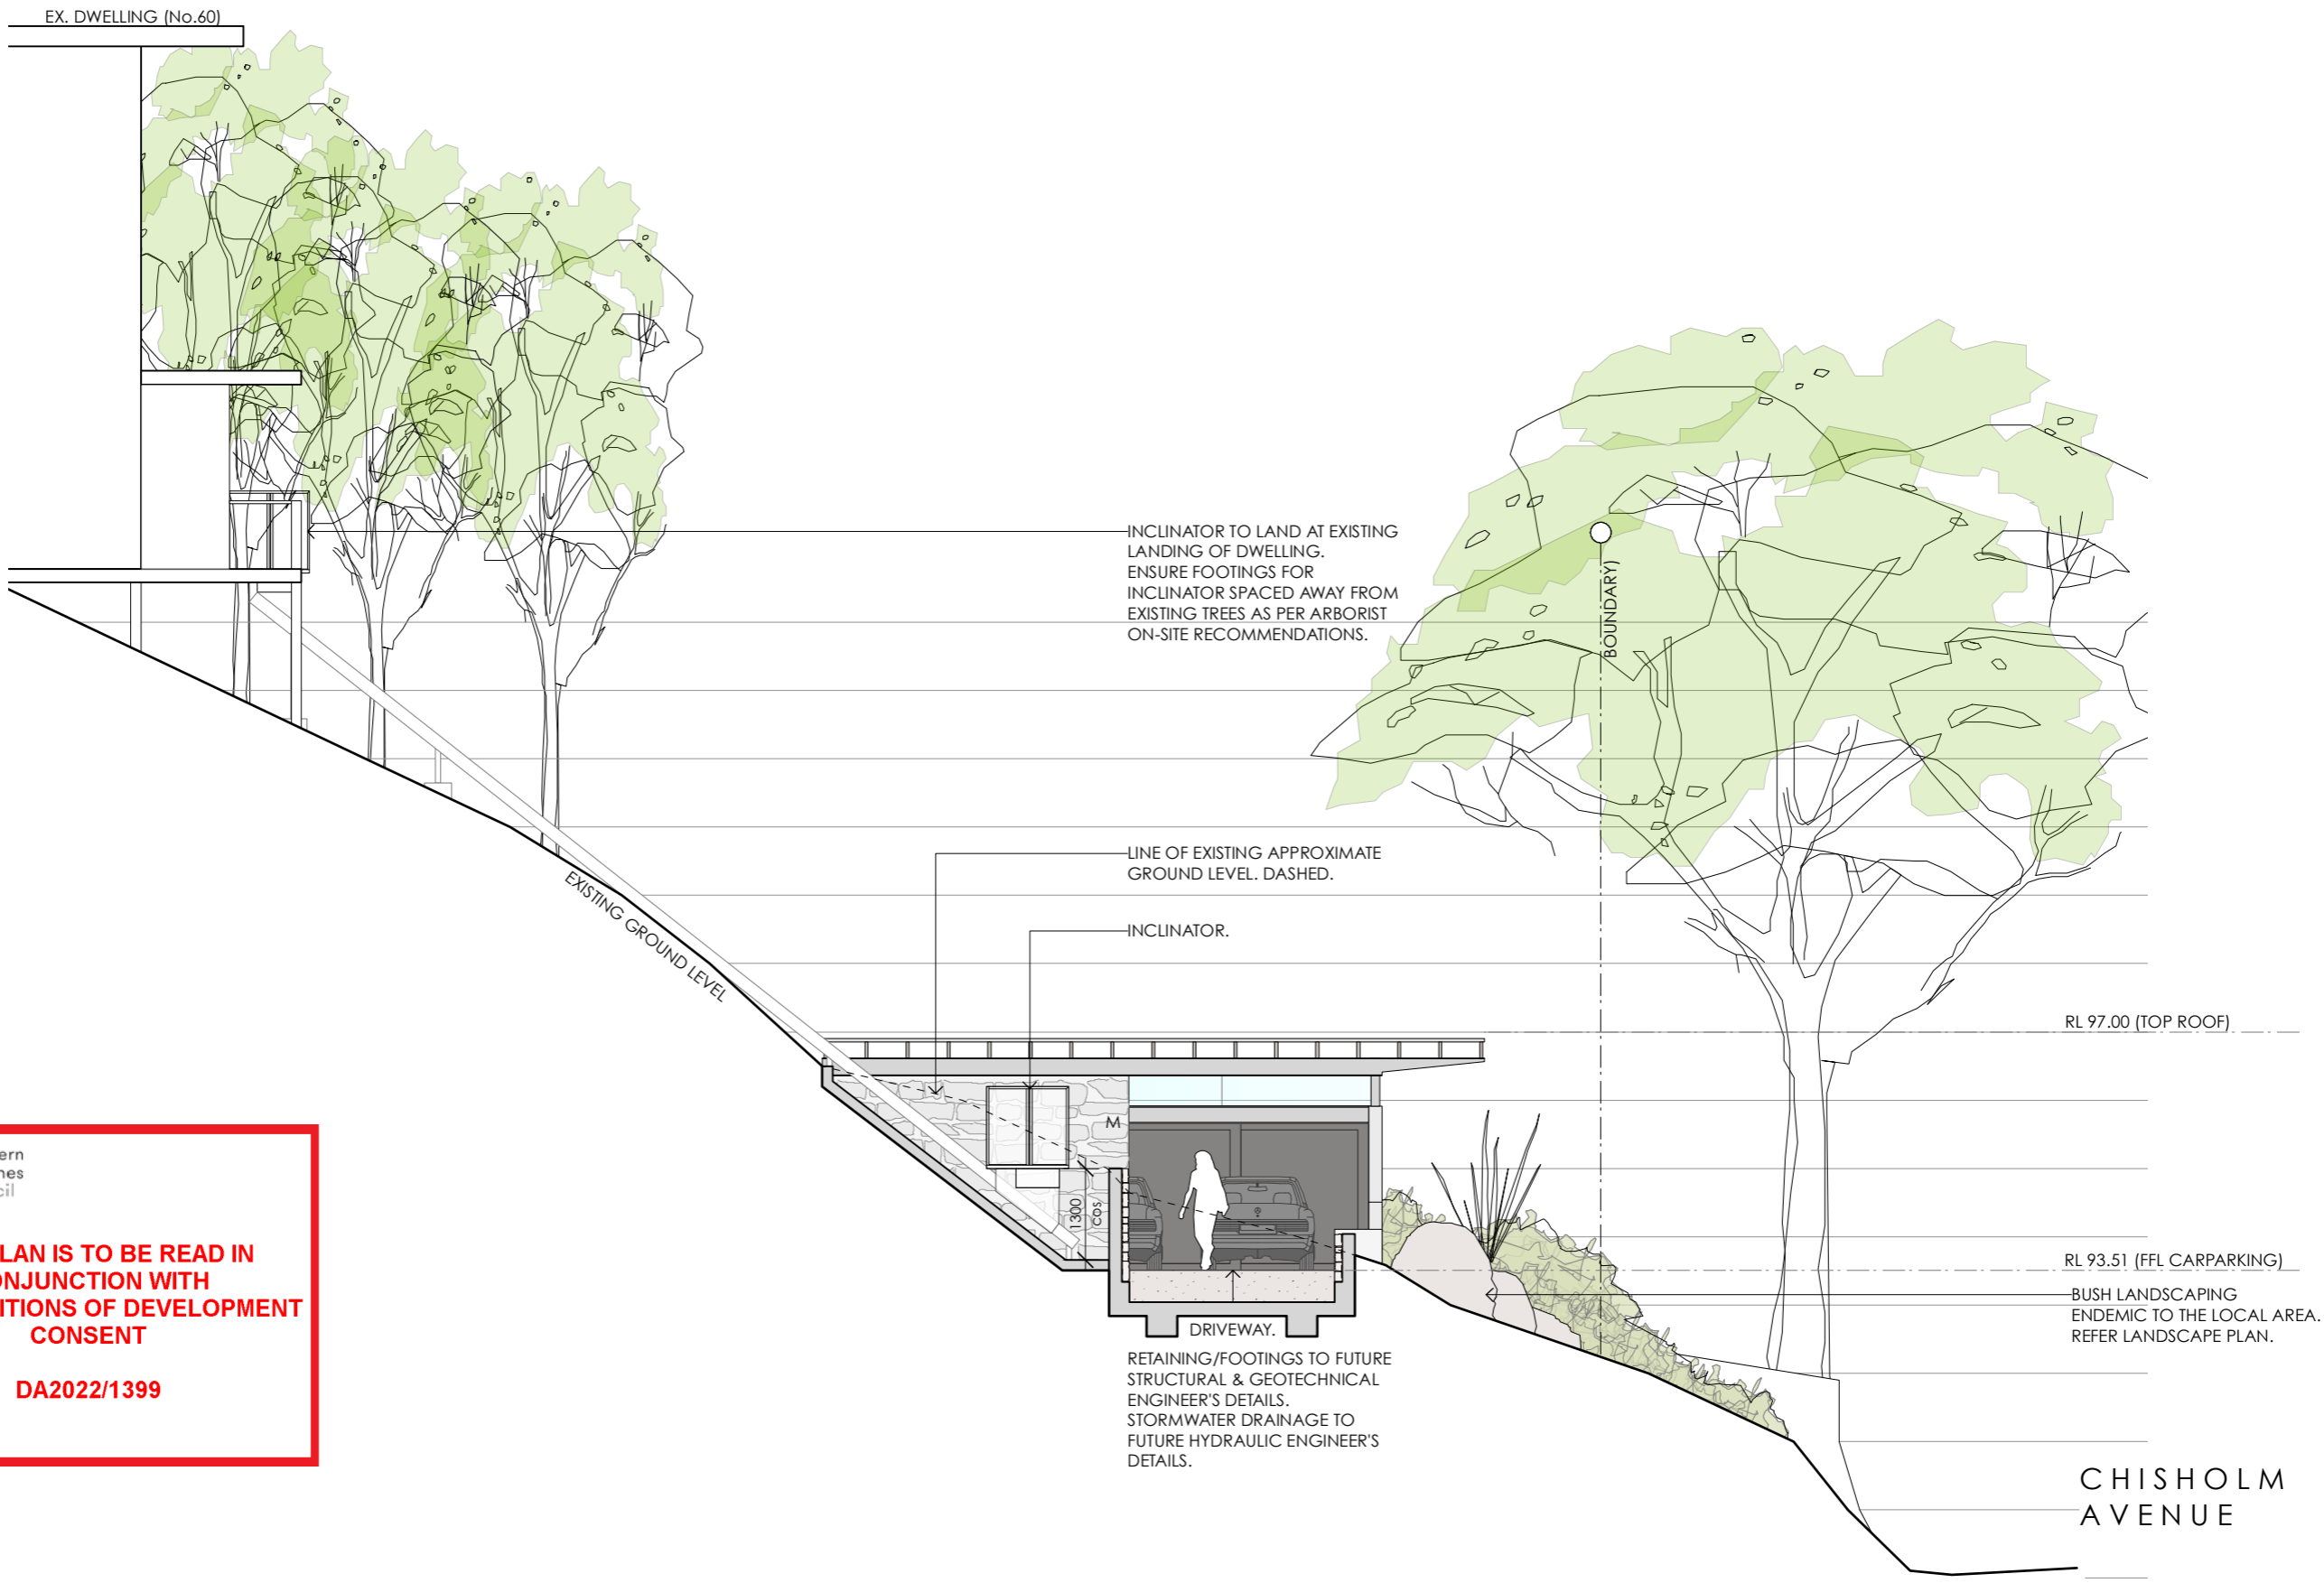 EX. DWELLING (No.60)
INCLINATOR TO LAND AT EXISTING
LANDING OF DWELLING.
ENSURE FOOTINGS FOR
INCLINATOR SPACED AWAY FROM
EXISTING TREES AS PER ARBORIST
ON-SITE RECOMMENDATIONS.
BOUNDARY)
LINE OF EXISTING APPROXIMATE
GROUND LEVEL. DASHED.
EXISTING GROUND LEVEL
INCLINATOR.
RL 97.00 (TOP ROOF)
M
1300
cos
RL 93.51 (FFL CARPARKING)
BUSH LANDSCAPING
ENDEMIC TO THE LOCAL AREA.
REFER LANDSCAPE PLAN.
DRIVEWAY.
RETAINING/FOOTINGS TO FUTURE
STRUCTURAL & GEOTECHNICAL
ENGINEER'S DETAILS.
STORMWATER DRAINAGE TO
FUTURE HYDRAULIC ENGINEER'S
DETAILS.
CHISHOLM
AVENUE
ern
hes
cil
LAN IS TO BE READ IN
ONJUNCTION WITH
ITIONS OF DEVELOPMENT
CONSENT
DA2022/1399